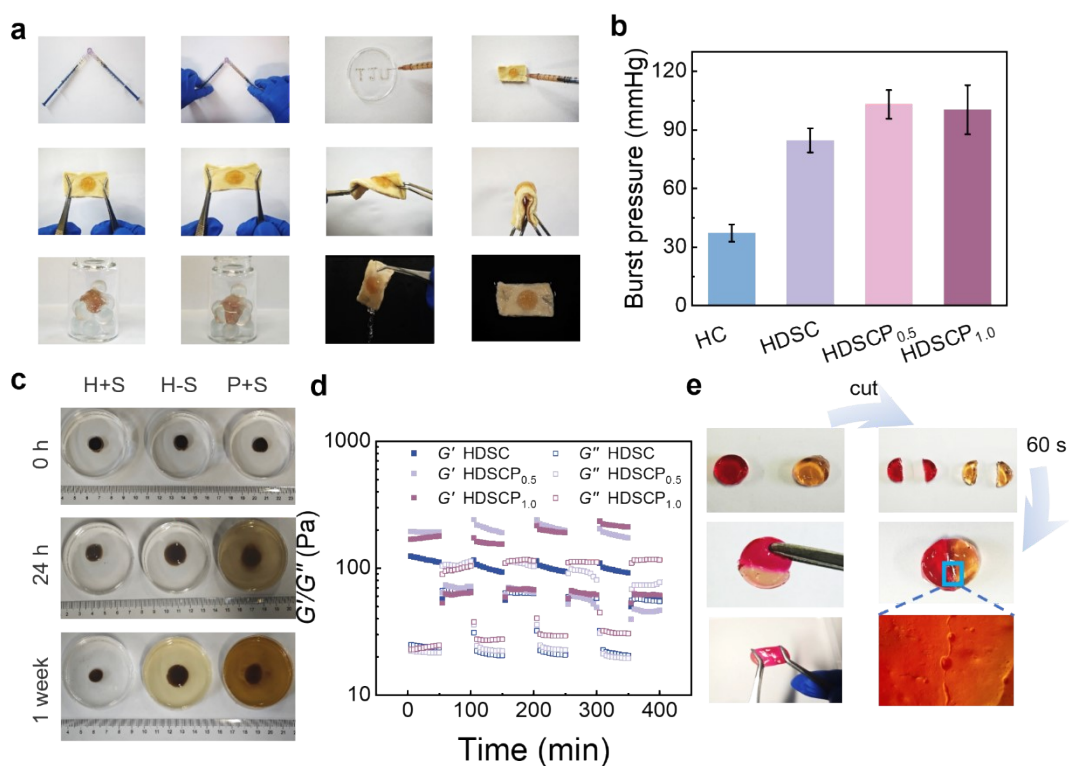 a
TJU
b
Burst pressure (mmHg)
120
90
60
30
0
HC
HDSC
HDSCP0.5
HDSCP1.0
c
H+S
H-S
P+S
0 h
24 h
1 week
d
G'/G'' (Pa)
1000
100
10
G' HDSC
G'' HDSC
G' HDSCP0.5
G'' HDSCP0.5
G' HDSCP1.0
G'' HDSCP1.0
0
100
200
300
400
Time (min)
e
cut
60 s